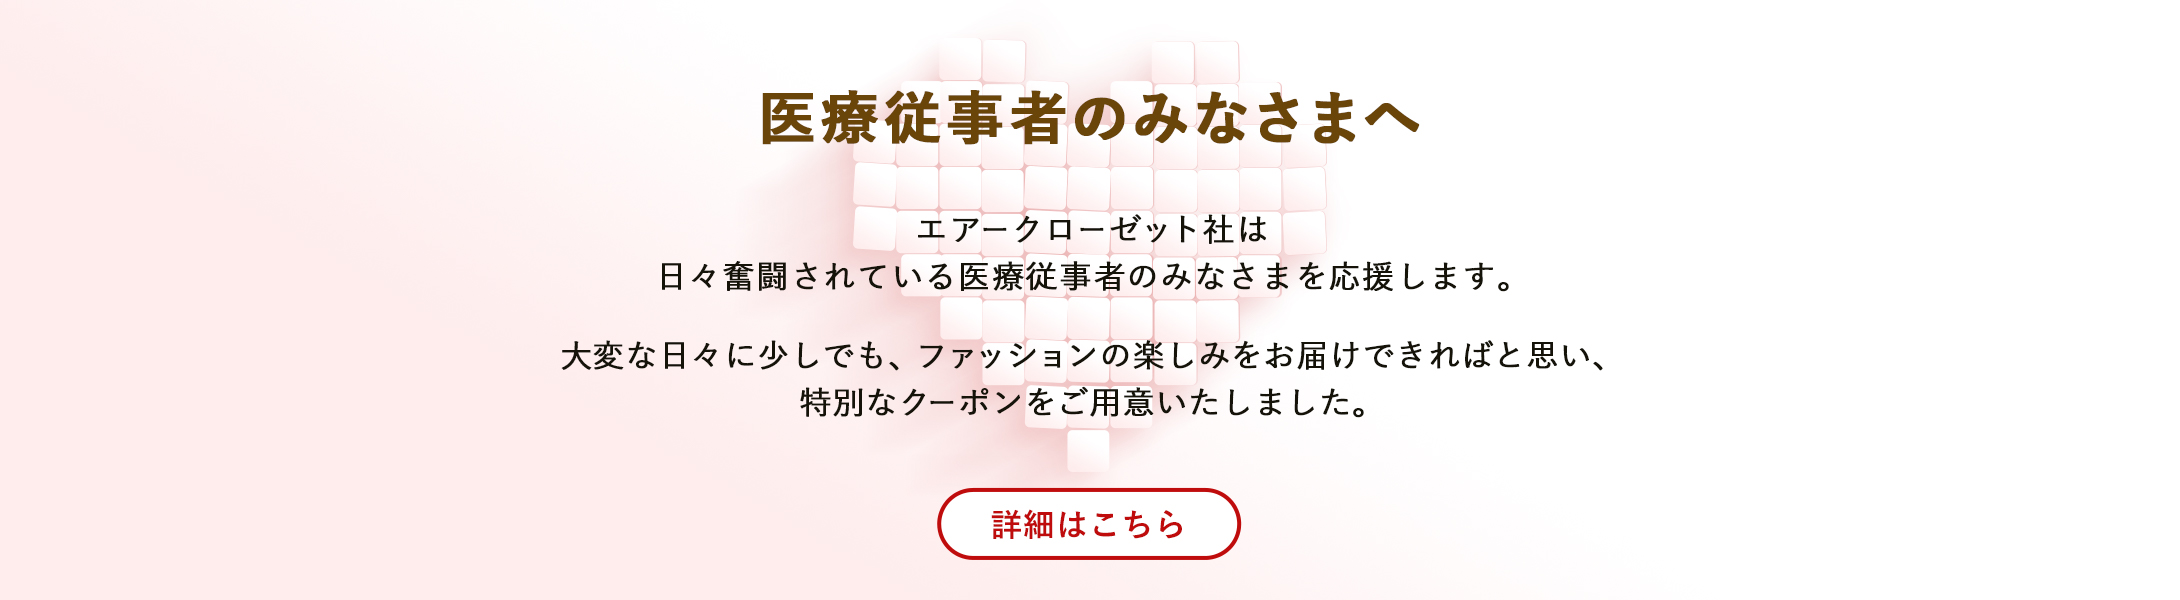 医療従事者のみなさまへ
エアークローゼット社は
日々奮闘されている医療従事者のみなさまを応援します。
大変な日々に少しでも、ファッションの楽しみをお届けできればと思い、
特別なクーポンをご用意いたしました。
詳細はこちら